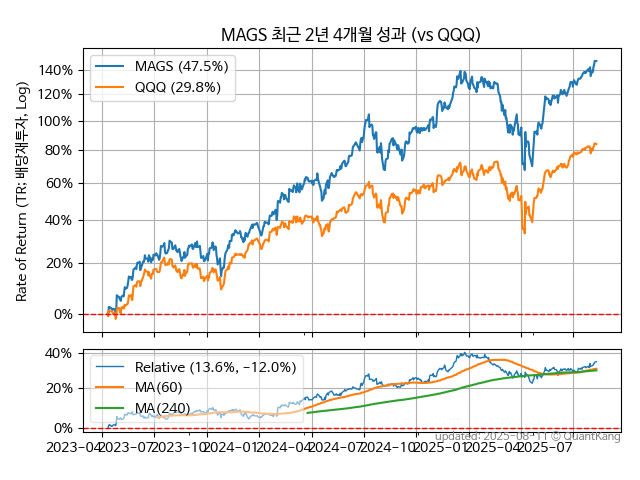 MAGS 최근 2년 4개월 성과 (vs QQQ)
Rate of Return (TR; 배당재투자, Log)
140%
120%
100%
80%
60%
40%
20%
0%
MAGS (47.5%)
QQQ (29.8%)
40%
20%
0%
Relative (13.6%, −12.0%)
MA(60)
MA(240)
2023-04 2023-07 2023-10 2024-01 2024-04 2024-07 2024-10 2025-01 2025-04 2025-07
updated: 2025-08-11 © QuantKang